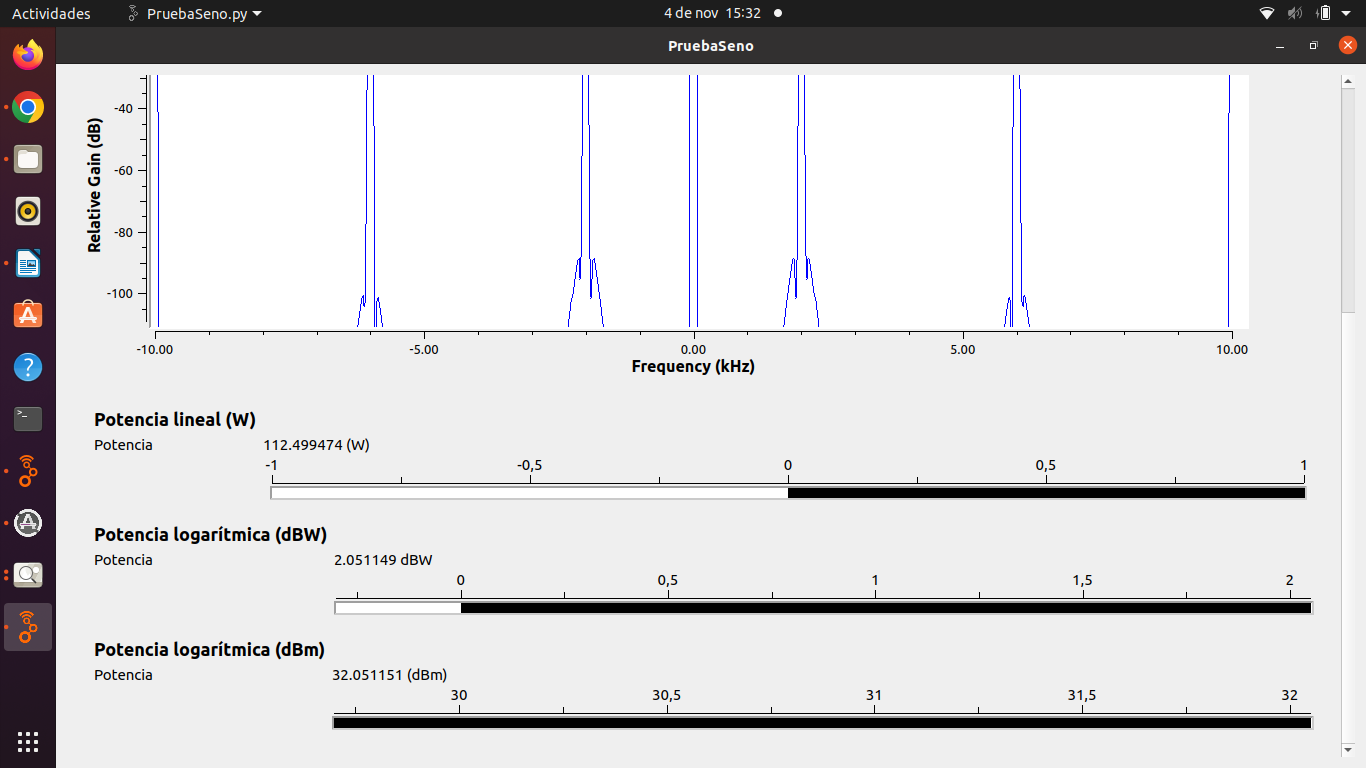 Actividades PruebaSeno.py 4 de nov 15:32
PruebaSeno
Relative Gain (dB)
-40
-60
-80
-100
-10.00 -5.00 0.00 5.00 10.00
Frequency (kHz)
Potencia lineal (W)
Potencia 112.499474 (W)
-1 -0,5 0 0,5 1
Potencia logarítmica (dBW)
Potencia 2.051149 dBW
0 0,5 1 1,5 2
Potencia logarítmica (dBm)
Potencia 32.051151 (dBm)
30 30,5 31 31,5 32